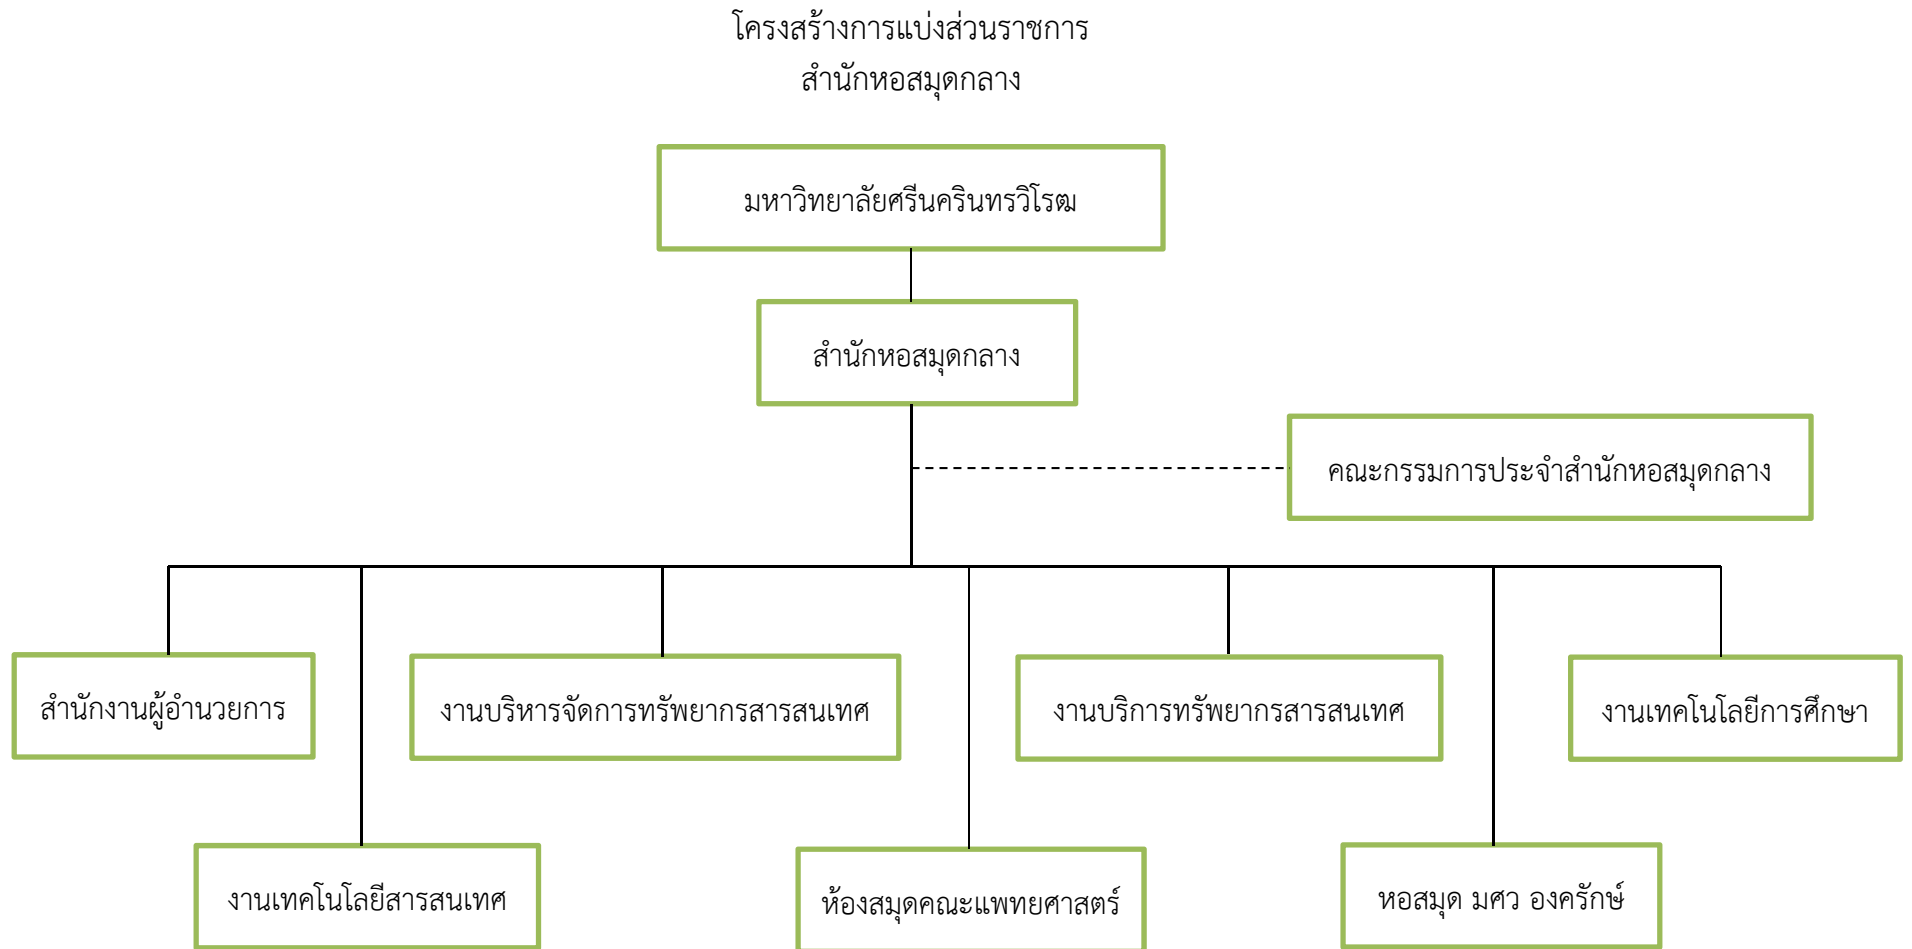 โครงสร้างการแบ่งส่วนราชการ
สำนักหอสมุดกลาง
มหาวิทยาลัยศรีนครินทรวิโรฒ
สำนักหอสมุดกลาง
คณะกรรมการประจำสำนักหอสมุดกลาง
สำนักงานผู้อำนวยการ
งานบริหารจัดการทรัพยากรสารสนเทศ
งานบริการทรัพยากรสารสนเทศ
งานเทคโนโลยีการศึกษา
งานเทคโนโลยีสารสนเทศ
ห้องสมุดคณะแพทยศาสตร์
หอสมุด มศว องครักษ์